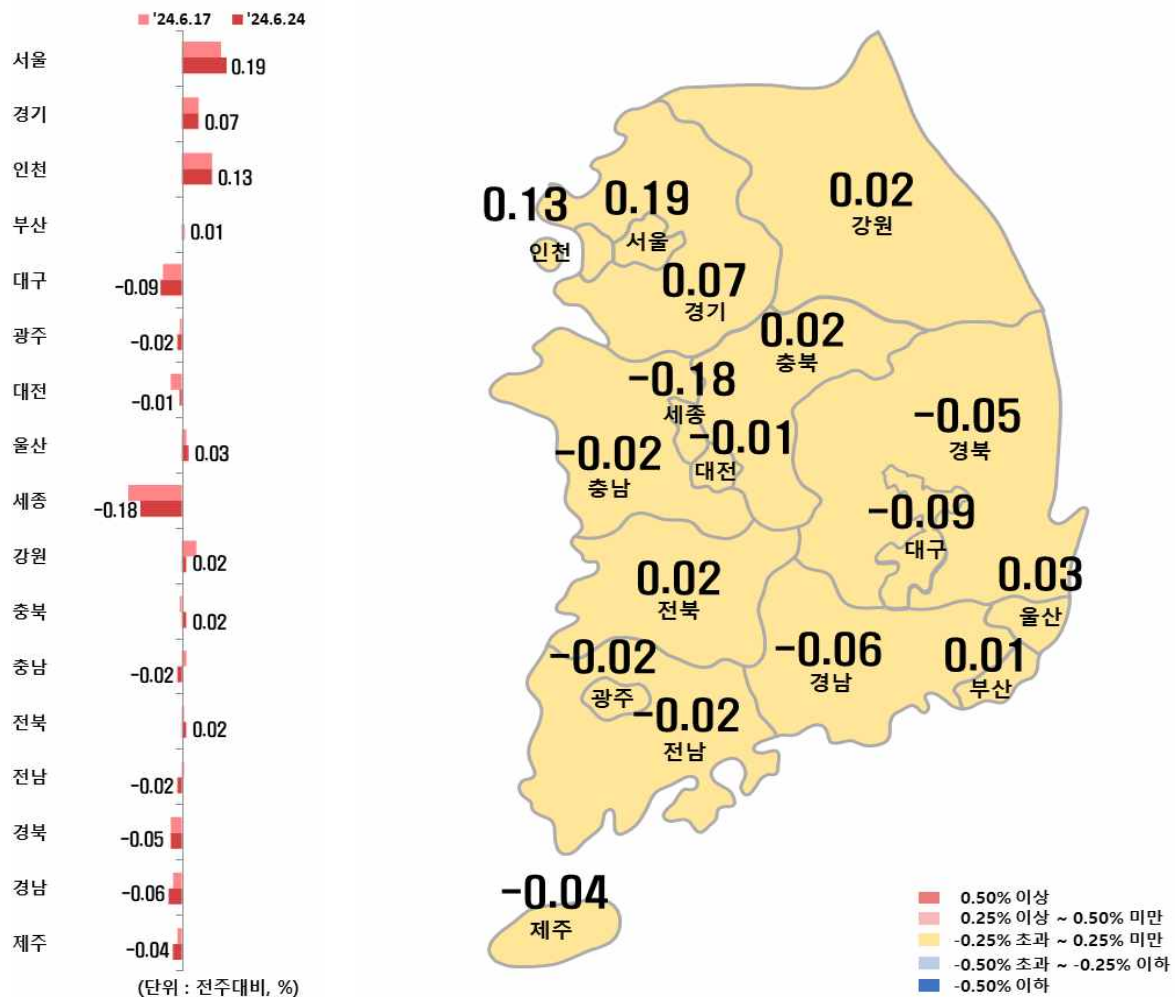 '24.6.17 '24.6.24
서울 0.19
경기 0.07
인천 0.13
부산 0.01
대구 -0.09
광주 -0.02
대전 -0.01
울산 0.03
세종 -0.18
강원 0.02
충북 0.02
충남 -0.02
전북 0.02
전남 -0.02
경북 -0.05
경남 -0.06
제주 -0.04
(단위 : 전주대비, %)
0.13
인천
0.19
서울
0.02
강원
0.07
경기
0.02
충북
-0.18
세종
-0.01
대전
-0.02
충남
-0.05
경북
-0.09
대구
0.03
울산
0.02
전북
-0.06
경남
0.01
부산
-0.02
광주
-0.02
전남
-0.04
제주
0.50% 이상
0.25% 이상 ~ 0.50% 미만
-0.25% 초과 ~ 0.25% 미만
-0.50% 초과 ~ -0.25% 이하
-0.50% 이하